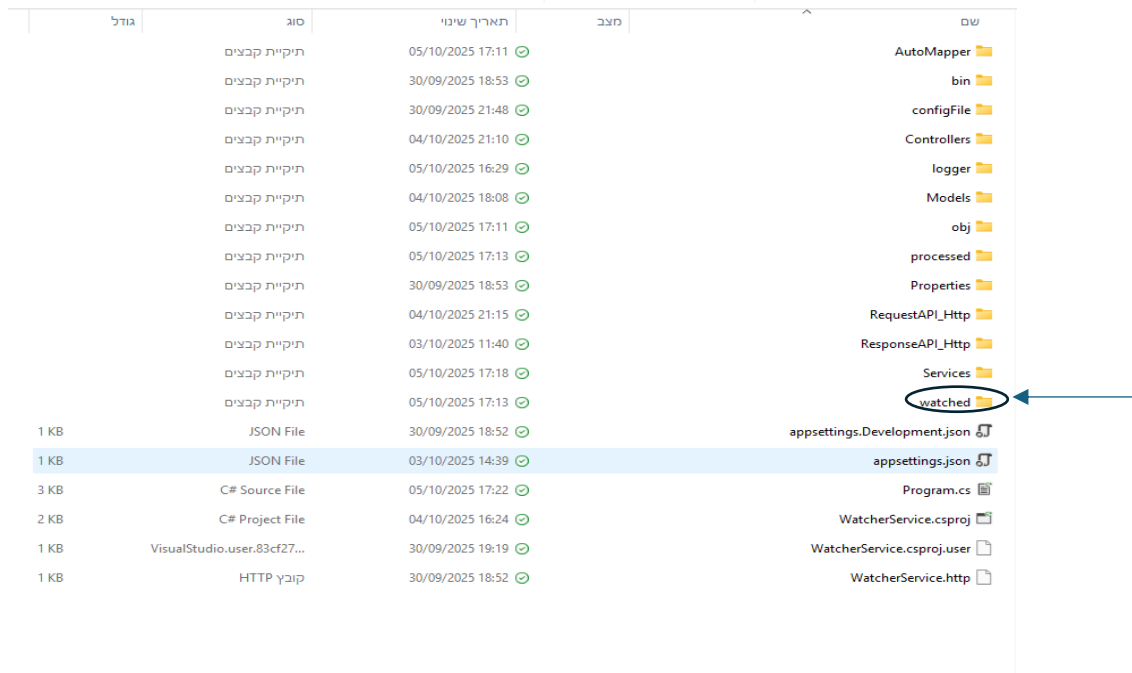 שם מצב תאריך שינוי סוג גודל
AutoMapper 05/10/2025 17:11 תיקיית קבצים
bin 30/09/2025 18:53 תיקיית קבצים
configFile 30/09/2025 21:48 תיקיית קבצים
Controllers 04/10/2025 21:10 תיקיית קבצים
logger 05/10/2025 16:29 תיקיית קבצים
Models 04/10/2025 18:08 תיקיית קבצים
obj 05/10/2025 17:11 תיקיית קבצים
processed 05/10/2025 17:13 תיקיית קבצים
Properties 30/09/2025 18:53 תיקיית קבצים
RequestAPI_Http 04/10/2025 21:15 תיקיית קבצים
ResponseAPI_Http 03/10/2025 11:40 תיקיית קבצים
Services 05/10/2025 17:18 תיקיית קבצים
watched 05/10/2025 17:13 תיקיית קבצים
appsettings.Development.json 30/09/2025 18:52 JSON File 1 KB
appsettings.json 03/10/2025 14:39 JSON File 1 KB
Program.cs 05/10/2025 17:22 C# Source File 3 KB
WatcherService.csproj 04/10/2025 16:24 C# Project File 2 KB
WatcherService.csproj.user 30/09/2025 19:19 VisualStudio.user.83cf27... 1 KB
WatcherService.http 30/09/2025 18:52 קובץ HTTP 1 KB